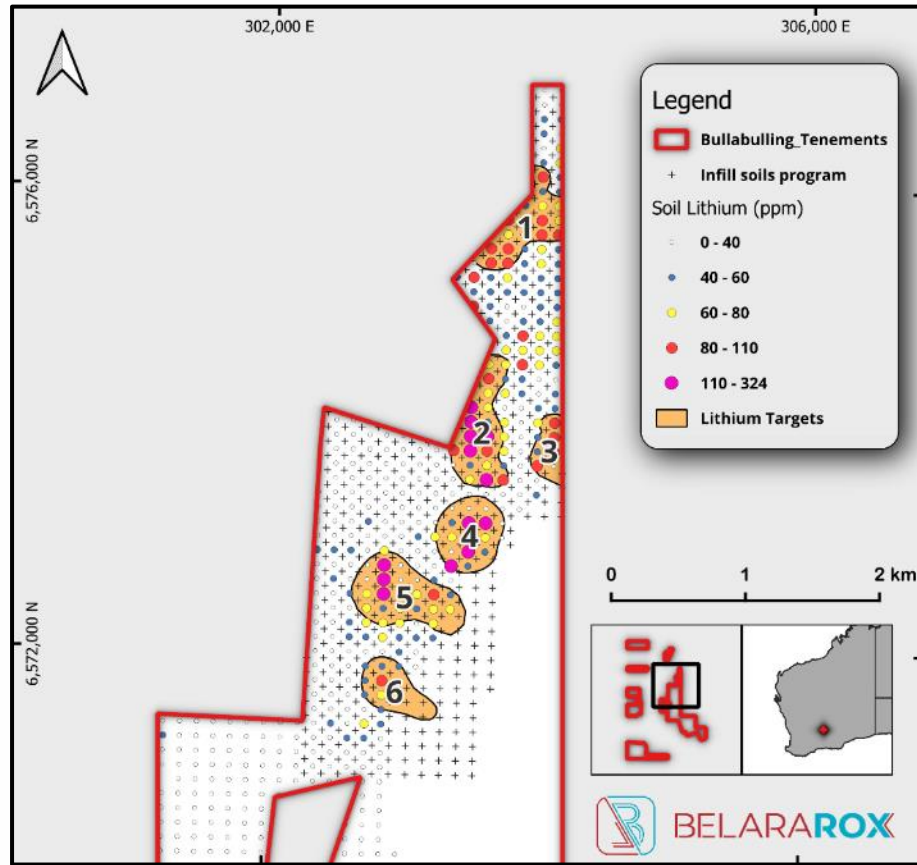 302,000 E
306,000 E
6,576,000 N
6,572,000 N
Legend
Bullabulling_Tenements
Infill soils program
Soil Lithium (ppm)
0 - 40
40 - 60
60 - 80
80 - 110
110 - 324
Lithium Targets
1
2
3
4
5
6
0 1 2 km
BELARAROX